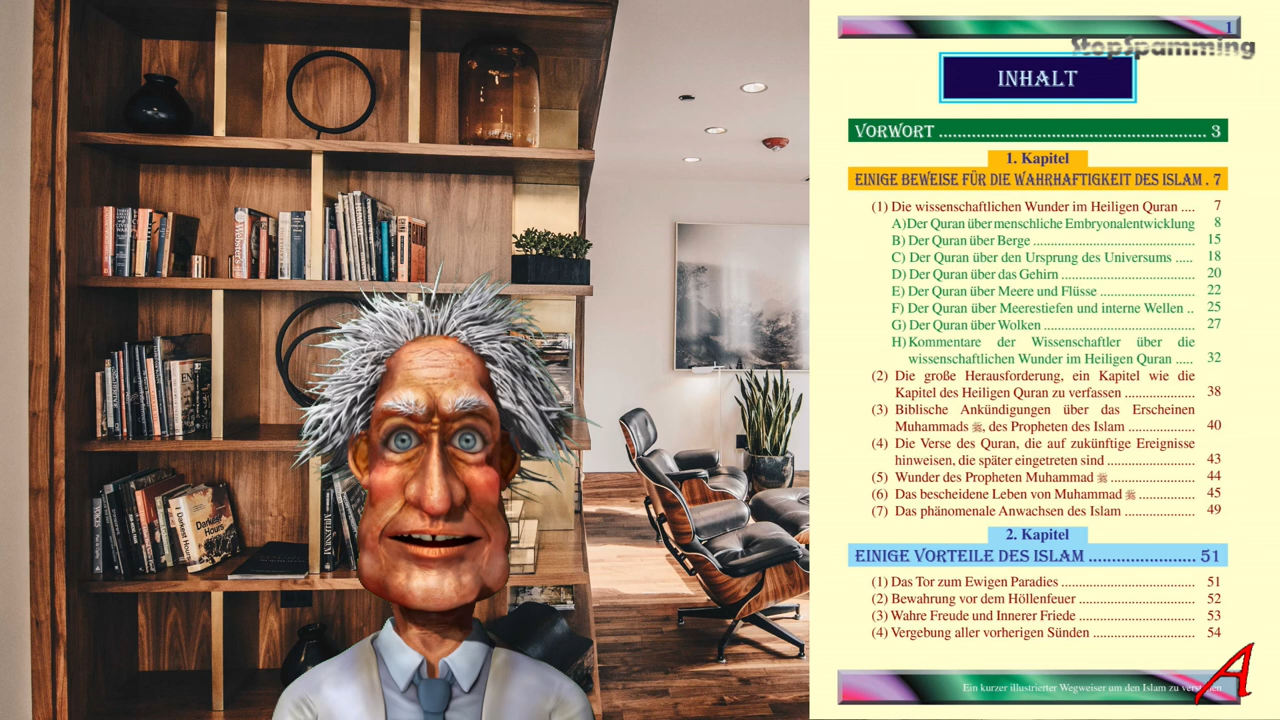 Darkest
Hours
Darkest
Hours
MILLENNIUM
VOICES
1
StopSpamming
INHALT
VORWORT ........................................................ 3
1. Kapitel
EINIGE BEWEISE FÜR DIE WAHRHAFTIGKEIT DES ISLAM . 7
(1) Die wissenschaftlichen Wunder im Heiligen Quran .... 7
A)Der Quran über menschliche Embryonalentwicklung 8
B) Der Quran über Berge ............................................. 15
C) Der Quran über den Ursprung des Universums ..... 18
D) Der Quran über das Gehirn ..................................... 20
E) Der Quran über Meere und Flüsse ........................... 22
F) Der Quran über Meerestiefen und interne Wellen .. 25
G) Der Quran über Wolken ........................................... 27
H) Kommentare der Wissenschaftler über die
wissenschaftlichen Wunder im Heiligen Quran ..... 32
(2) Die große Herausforderung, ein Kapitel wie die
Kapitel des Heiligen Quran zu verfassen .................... 38
(3) Biblische Ankündigungen über das Erscheinen
Muhammads ﷺ, des Propheten des Islam ................... 40
(4) Die Verse des Quran, die auf zukünftige Ereignisse
hinweisen, die später eingetreten sind ......................... 43
(5) Wunder des Propheten Muhammad ﷺ ........................ 44
(6) Das bescheidene Leben von Muhammad ﷺ ................ 45
(7) Das phänomenale Anwachsen des Islam .................... 49
2. Kapitel
EINIGE VORTEILE DES ISLAM ........................ 51
(1) Das Tor zum Ewigen Paradies ...................................... 51
(2) Bewahrung vor dem Höllenfeuer ................................. 52
(3) Wahre Freude und Innerer Friede ................................. 53
(4) Vergebung aller vorherigen Sünden ............................. 54
Ein kurzer illustrierter Wegweiser um den Islam zu
A